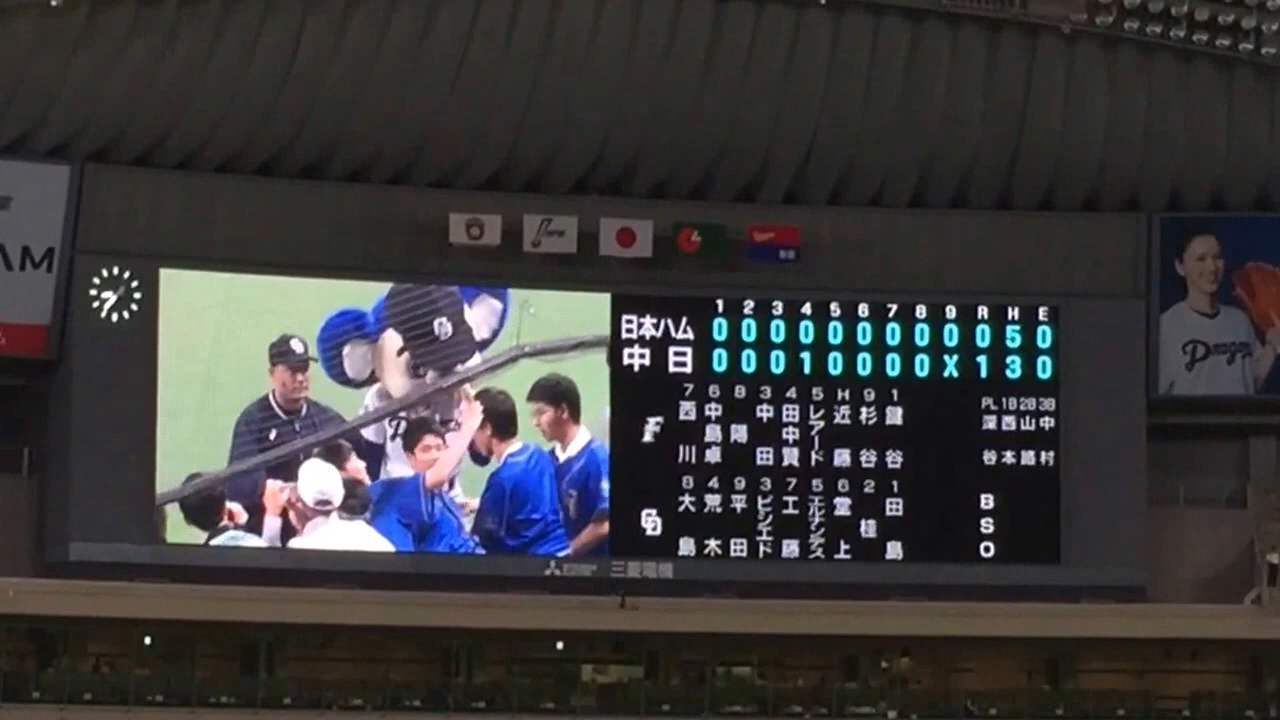 AM
1 2 3 4 5 6 7 8 9 R H E
日本ハム 0 0 0 0 0 0 0 0 0 0 5 0
中日 0 0 0 1 0 0 0 0 X 1 3 0
7 6 8 3 4 5 H 9 1
西川 中島卓 陽 中田 田中賢 レアード 近藤 杉谷 鍵谷
PL 1B 2B 3B
深谷 西本 山路 中村
F
8 4 9 3 7 5 6 2 1
大島 荒木 平田 ビシエド 工藤 エルナンデス 堂上 桂 田島
CD
B
S
O
三菱電機
Dragons